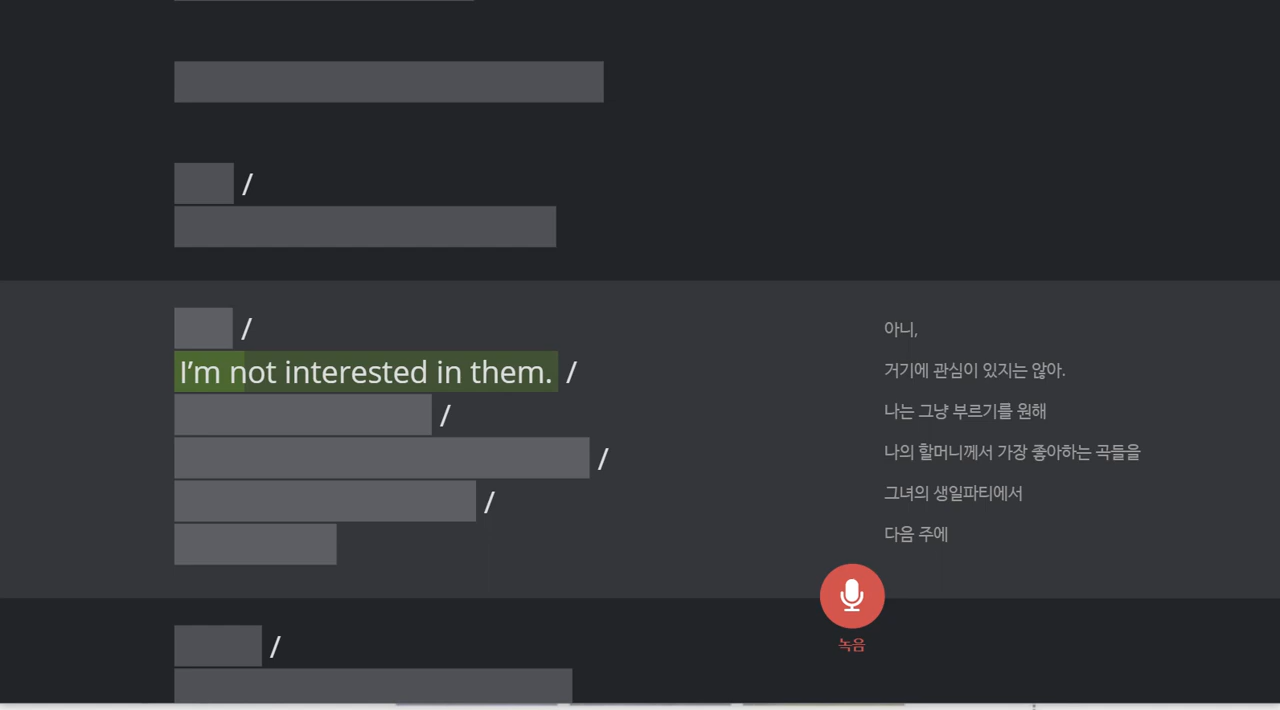 /
/
아니,
I’m not interested in them. /
거기에 관심이 있지는 않아.
/
나는 그냥 부르기를 원해
/
나의 할머니께서 가장 좋아하는 곡들을
/
그녀의 생일파티에서
다음 주에
녹음
/